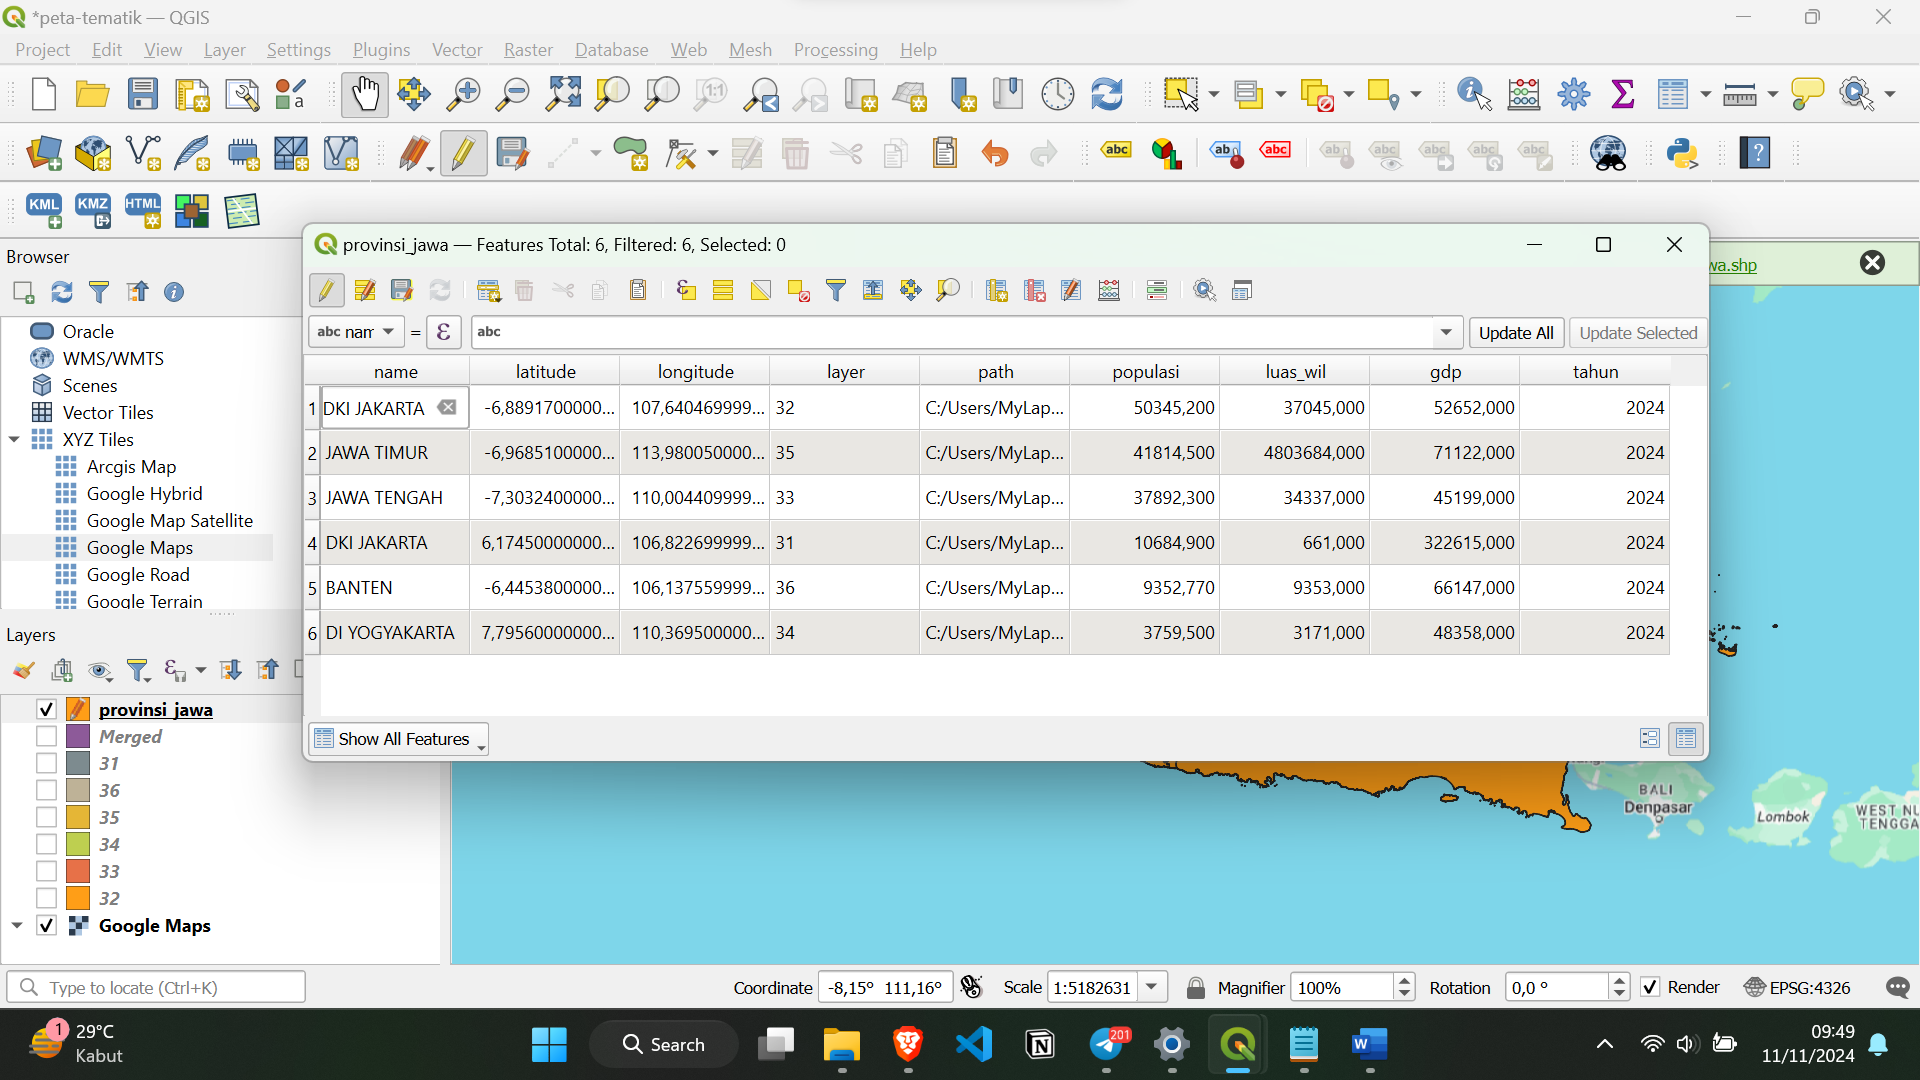 *peta-tematik — QGIS
Project Edit View Layer Settings Plugins Vector Raster Database Web Mesh Processing Help
KML KMZ HTML
Browser
Oracle
WMS/WMTS
Scenes
Vector Tiles
XYZ Tiles
Arcgis Map
Google Hybrid
Google Map Satellite
Google Maps
Google Road
Google Terrain
Layers
provinsi_jawa
Merged
31
36
35
34
33
32
Google Maps
provinsi_jawa — Features Total: 6, Filtered: 6, Selected: 0
wa.shp
abc nam = ε abc Update All Update Selected
name latitude longitude layer path populasi luas_wil gdp tahun
1 DKI JAKARTA -6,8891700000... 107,640469999... 32 C:/Users/MyLap... 50345,200 37045,000 52652,000 2024
2 JAWA TIMUR -6,9685100000... 113,980050000... 35 C:/Users/MyLap... 41814,500 4803684,000 71122,000 2024
3 JAWA TENGAH -7,3032400000... 110,004409999... 33 C:/Users/MyLap... 37892,300 34337,000 45199,000 2024
4 DKI JAKARTA 6,17450000000... 106,822699999... 31 C:/Users/MyLap... 10684,900 661,000 322615,000 2024
5 BANTEN -6,4453800000... 106,137559999... 36 C:/Users/MyLap... 9352,770 9353,000 66147,000 2024
6 DI YOGYAKARTA 7,79560000000... 110,369500000... 34 C:/Users/MyLap... 3759,500 3171,000 48358,000 2024
Show All Features
BALI
Denpasar
Lombok
WEST NU
TENGGA
Type to locate (Ctrl+K) Coordinate -8,15° 111,16° Scale 1:5182631 Magnifier 100% Rotation 0,0 ° Render EPSG:4326
1
29°C
Kabut
Search
201
09:49
11/11/2024